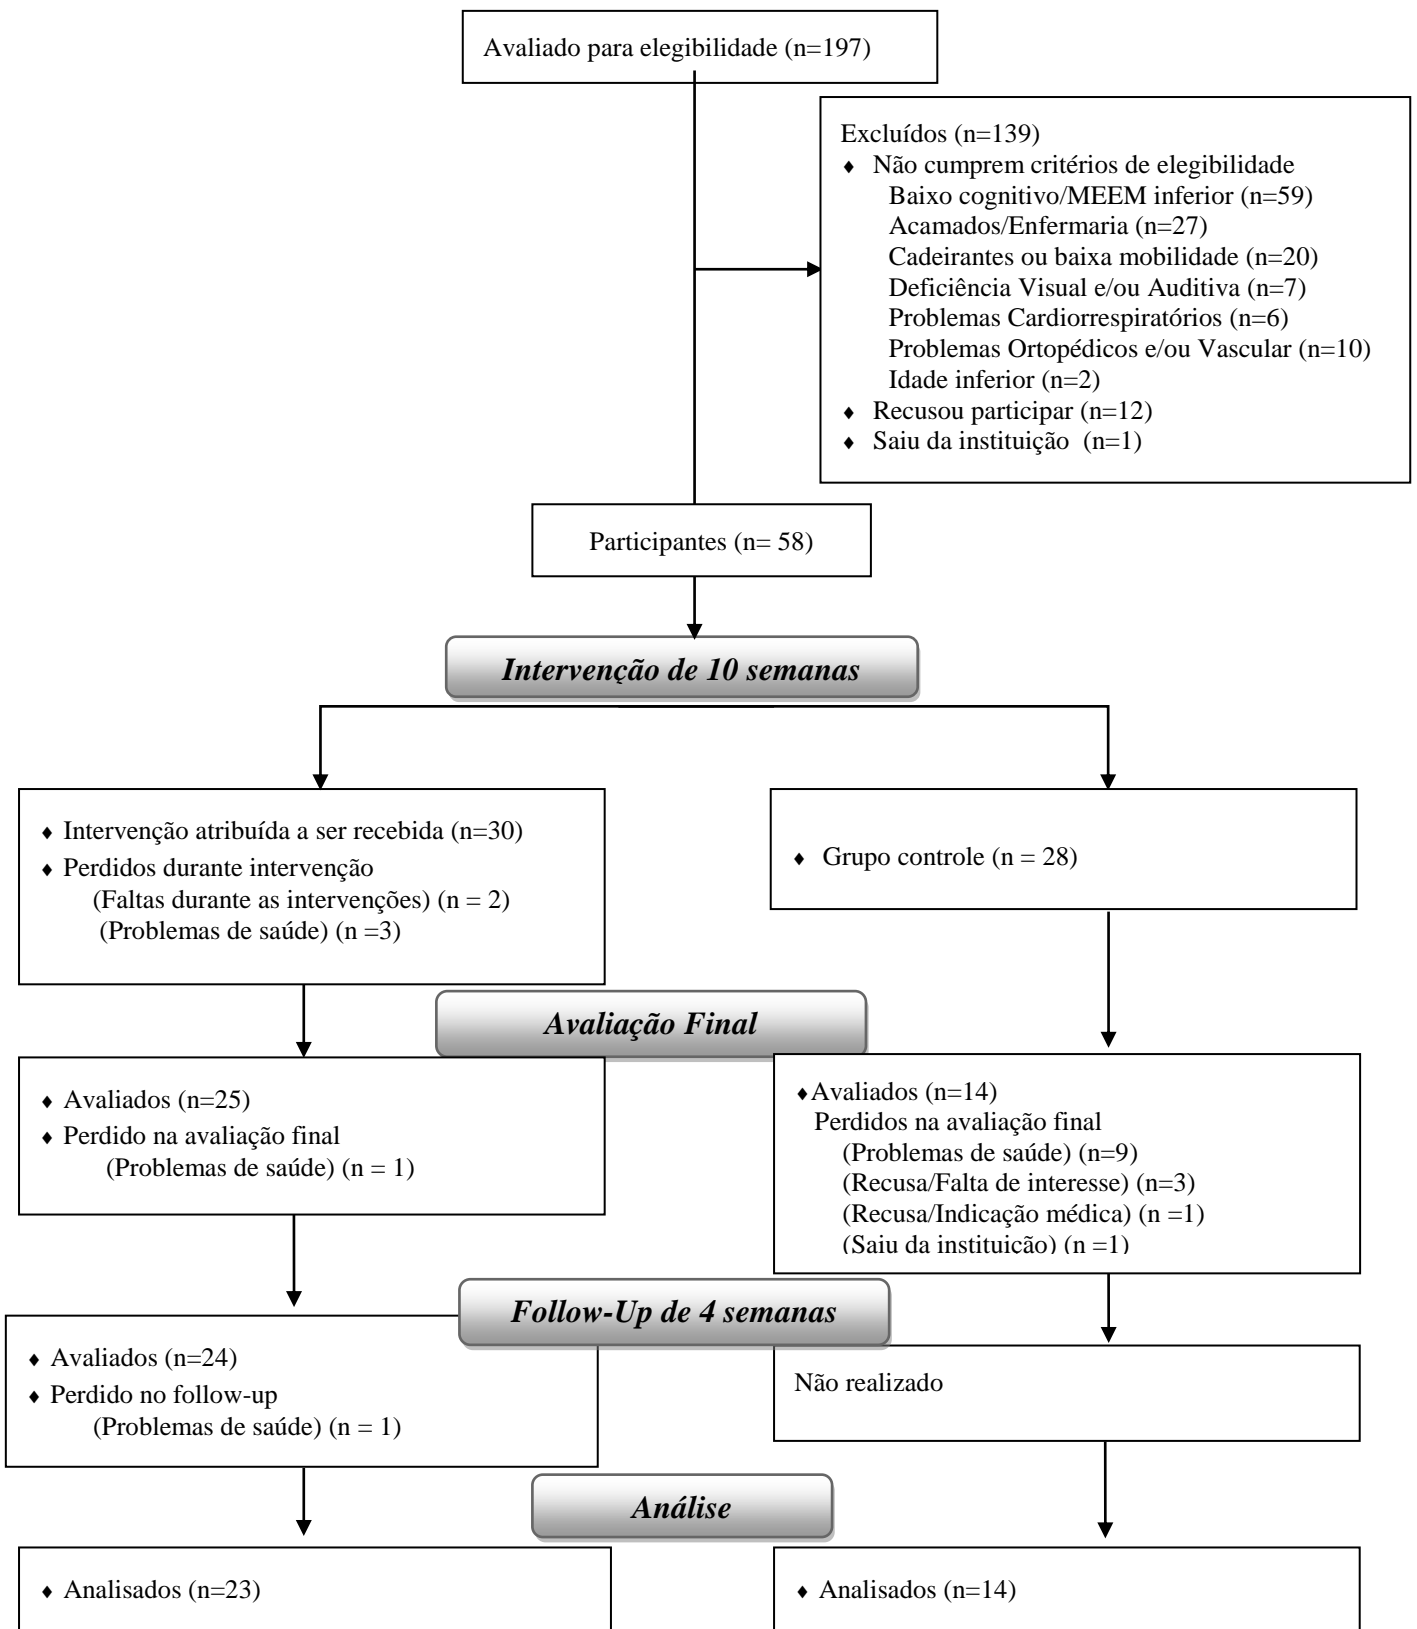 Avaliado para elegibilidade (n=197)
Excluídos (n=139)
♦ Não cumprem critérios de elegibilidade
Baixo cognitivo/MEEM inferior (n=59)
Acamados/Enfermaria (n=27)
Cadeirantes ou baixa mobilidade (n=20)
Deficiência Visual e/ou Auditiva (n=7)
Problemas Cardiorrespiratórios (n=6)
Problemas Ortopédicos e/ou Vascular (n=10)
Idade inferior (n=2)
♦ Recusou participar (n=12)
♦ Saiu da instituição (n=1)
Participantes (n= 58)
Intervenção de 10 semanas
♦ Intervenção atribuída a ser recebida (n=30)
♦ Perdidos durante intervenção
(Faltas durante as intervenções) (n = 2)
(Problemas de saúde) (n =3)
♦ Grupo controle (n = 28)
Avaliação Final
♦ Avaliados (n=25)
♦ Perdido na avaliação final
(Problemas de saúde) (n = 1)
♦Avaliados (n=14)
Perdidos na avaliação final
(Problemas de saúde) (n=9)
(Recusa/Falta de interesse) (n=3)
(Recusa/Indicação médica) (n =1)
(Saiu da instituição) (n =1)
Follow-Up de 4 semanas
♦ Avaliados (n=24)
♦ Perdido no follow-up
(Problemas de saúde) (n = 1)
Não realizado
Análise
♦ Analisados (n=23)
♦ Analisados (n=14)